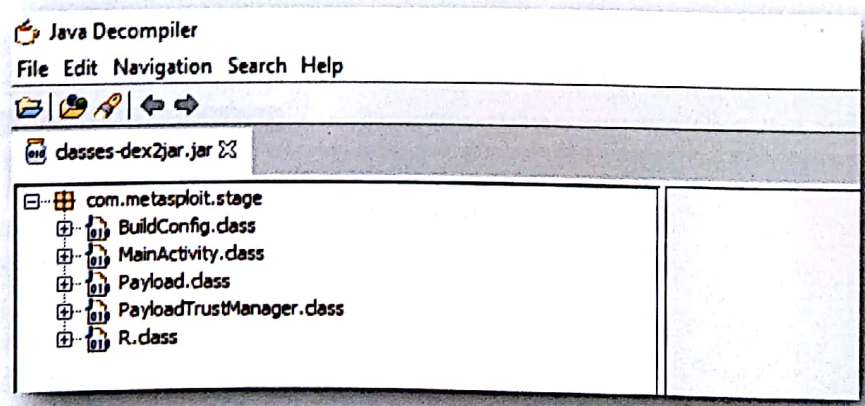 Java Decompiler
File Edit Navigation Search Help
classes-dex2jar.jar
com.metasploit.stage
BuildConfig.class
MainActivity.class
Payload.class
PayloadTrustManager.class
R.class